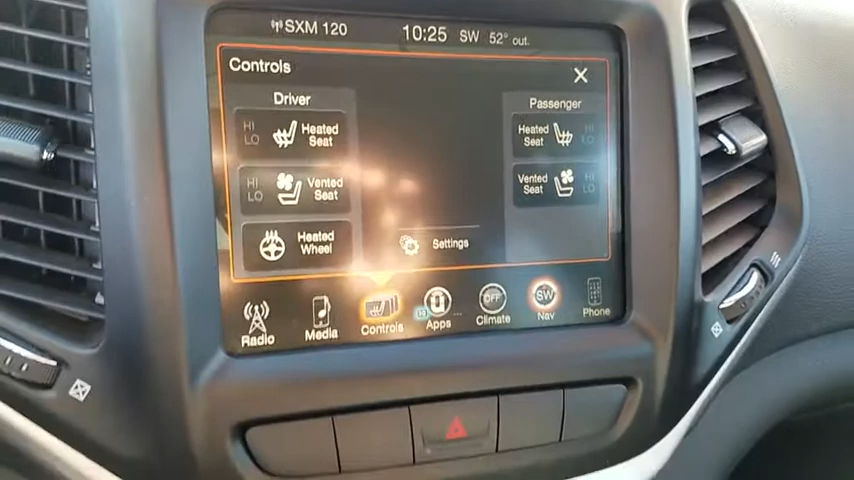 SXM 120
10:25 SW 52° out.
Controls
Driver
Passenger
HI
LO
Heated
Seat
Heated
Seat
HI
LO
HI
LO
Vented
Seat
Vented
Seat
HI
LO
Heated
Wheel
Settings
Radio
Media
Controls
Apps
OFF
Climate
SW
Nav
Phone